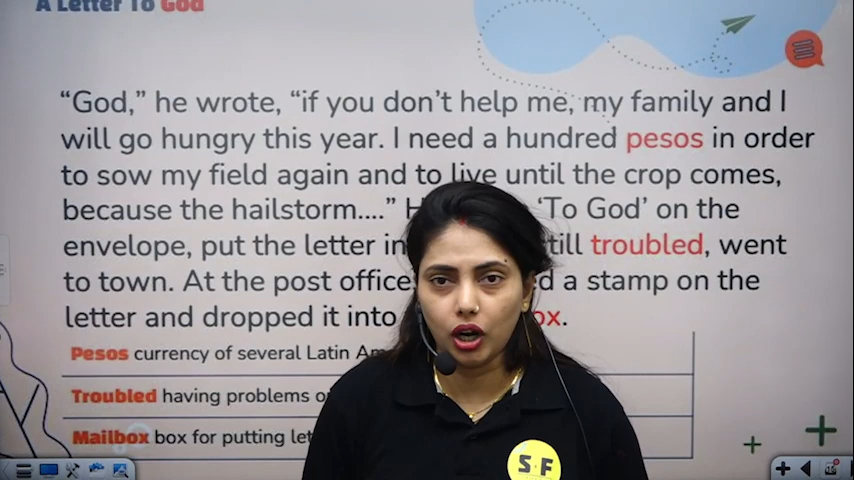 A Letter To God
“God,” he wrote, “if you don’t help me, my family and I
will go hungry this year. I need a hundred pesos in order
to sow my field again and to live until the crop comes,
because the hailstorm....” ‘To God’ on the
envelope, put the letter in still troubled, went
to town. At the post office a stamp on the
letter and dropped it into
Pesos currency of several Latin
Troubled having problems
Mailbox box for putting
S·F